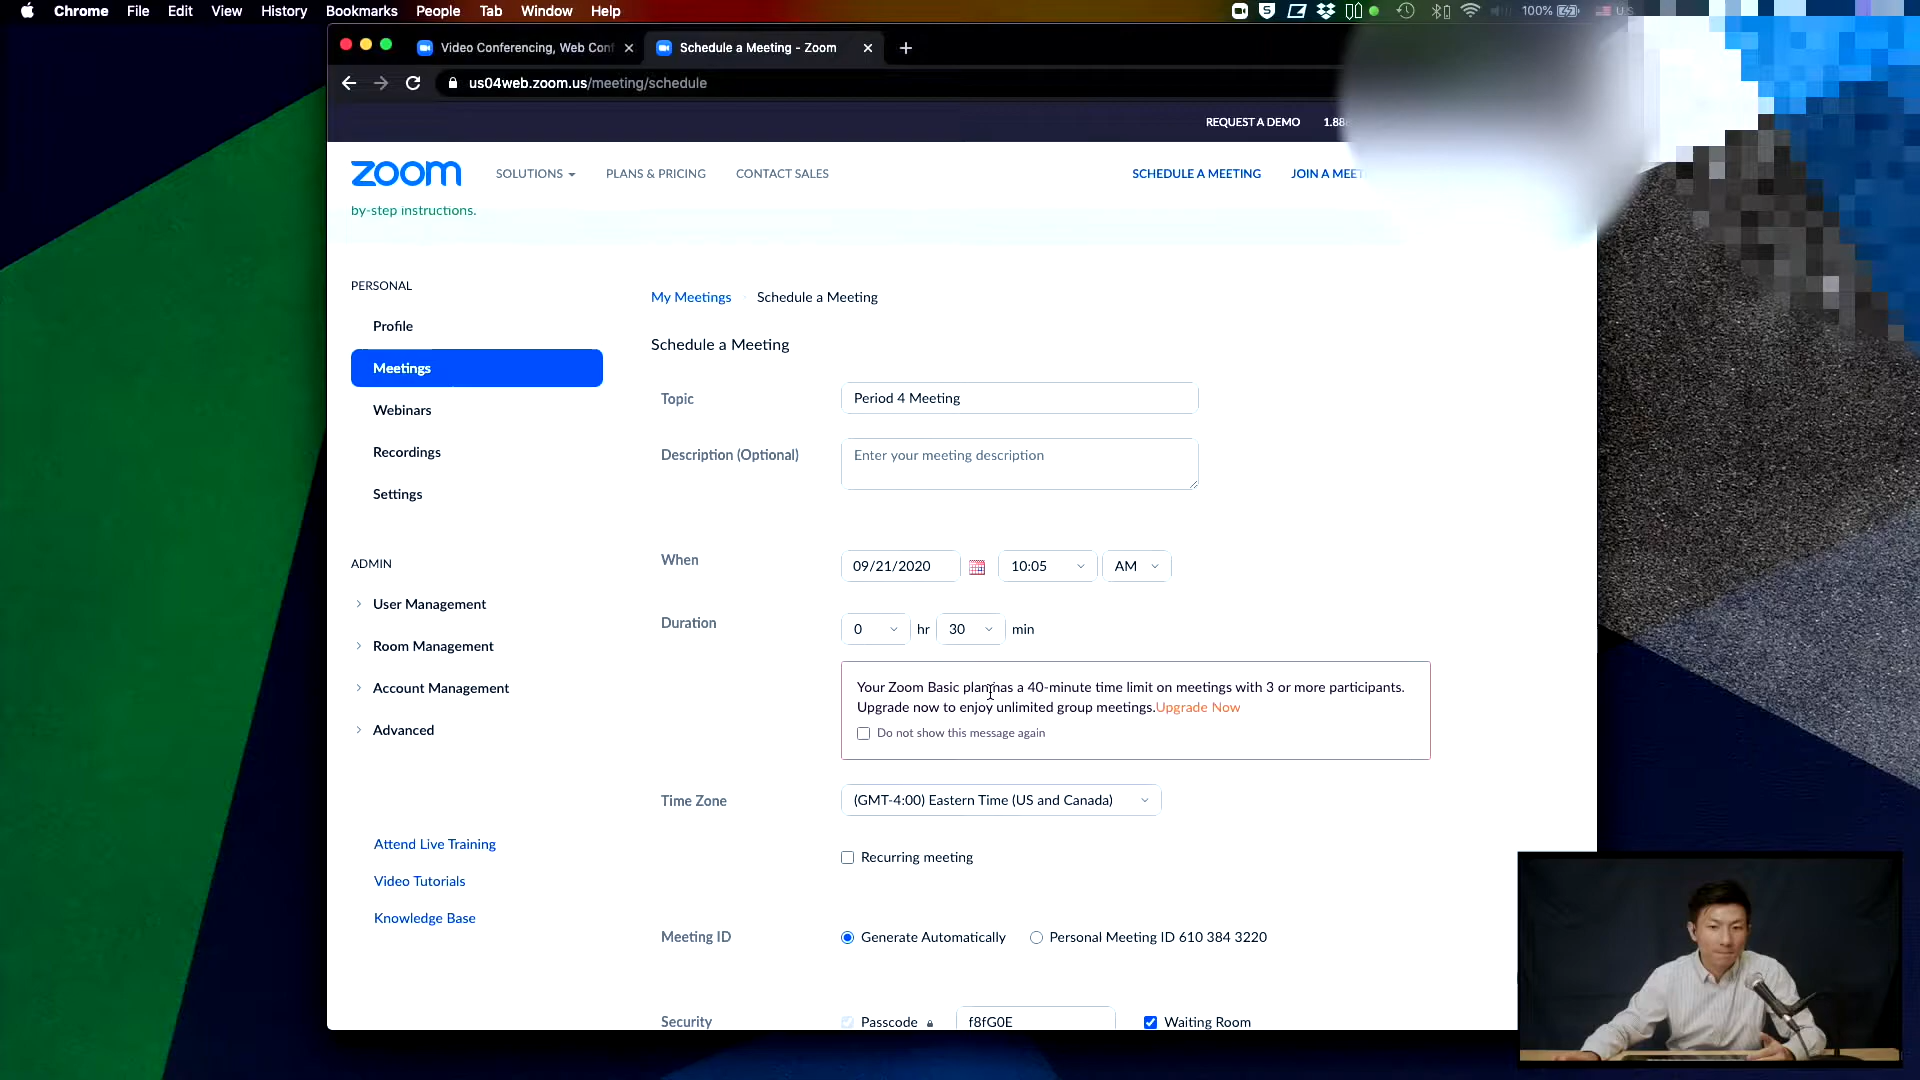 Chrome File Edit View History Bookmarks People Tab Window Help
100%
Video Conferencing, Web Conf
Schedule a Meeting - Zoom
us04web.zoom.us/meeting/schedule
REQUEST A DEMO
zoom
SOLUTIONS
PLANS & PRICING
CONTACT SALES
SCHEDULE A MEETING
JOIN A MEET
by-step instructions.
PERSONAL
Profile
Meetings
Webinars
Recordings
Settings
ADMIN
User Management
Room Management
Account Management
Advanced
Attend Live Training
Video Tutorials
Knowledge Base
My Meetings
Schedule a Meeting
Schedule a Meeting
Topic
Period 4 Meeting
Description (Optional)
Enter your meeting description
When
09/21/2020
10:05
AM
Duration
0 hr 30 min
Your Zoom Basic plan has a 40-minute time limit on meetings with 3 or more participants.
Upgrade now to enjoy unlimited group meetings. Upgrade Now
Do not show this message again
Time Zone
(GMT-4:00) Eastern Time (US and Canada)
Recurring meeting
Meeting ID
Generate Automatically
Personal Meeting ID 610 384 3220
Security
Passcode
f8fG0E
Waiting Room